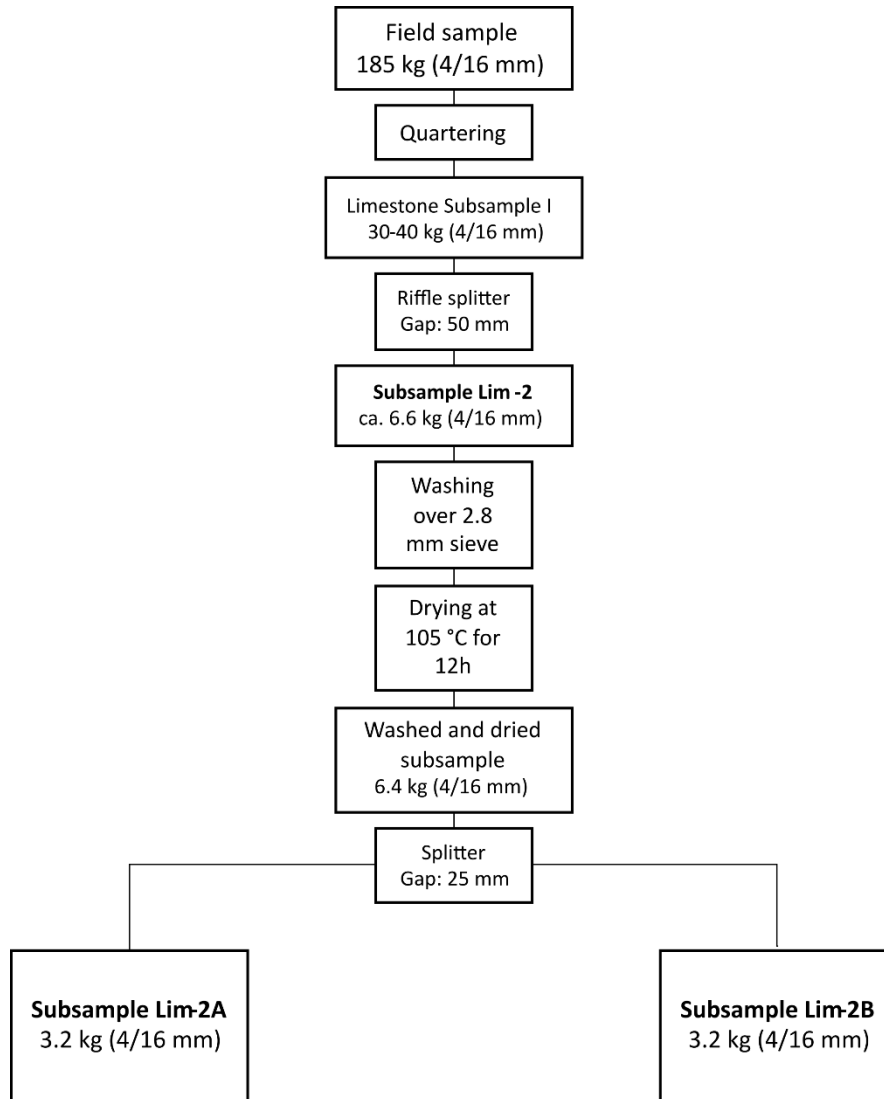 Field sample
185 kg (4/16 mm)
Quartering
Limestone Subsample I
30-40 kg (4/16 mm)
Riffle splitter
Gap: 50 mm
Subsample Lim -2
ca. 6.6 kg (4/16 mm)
Washing
over 2.8
mm sieve
Drying at
105 °C for
12h
Washed and dried
subsample
6.4 kg (4/16 mm)
Splitter
Gap: 25 mm
Subsample Lim-2A
3.2 kg (4/16 mm)
Subsample Lim-2B
3.2 kg (4/16 mm)